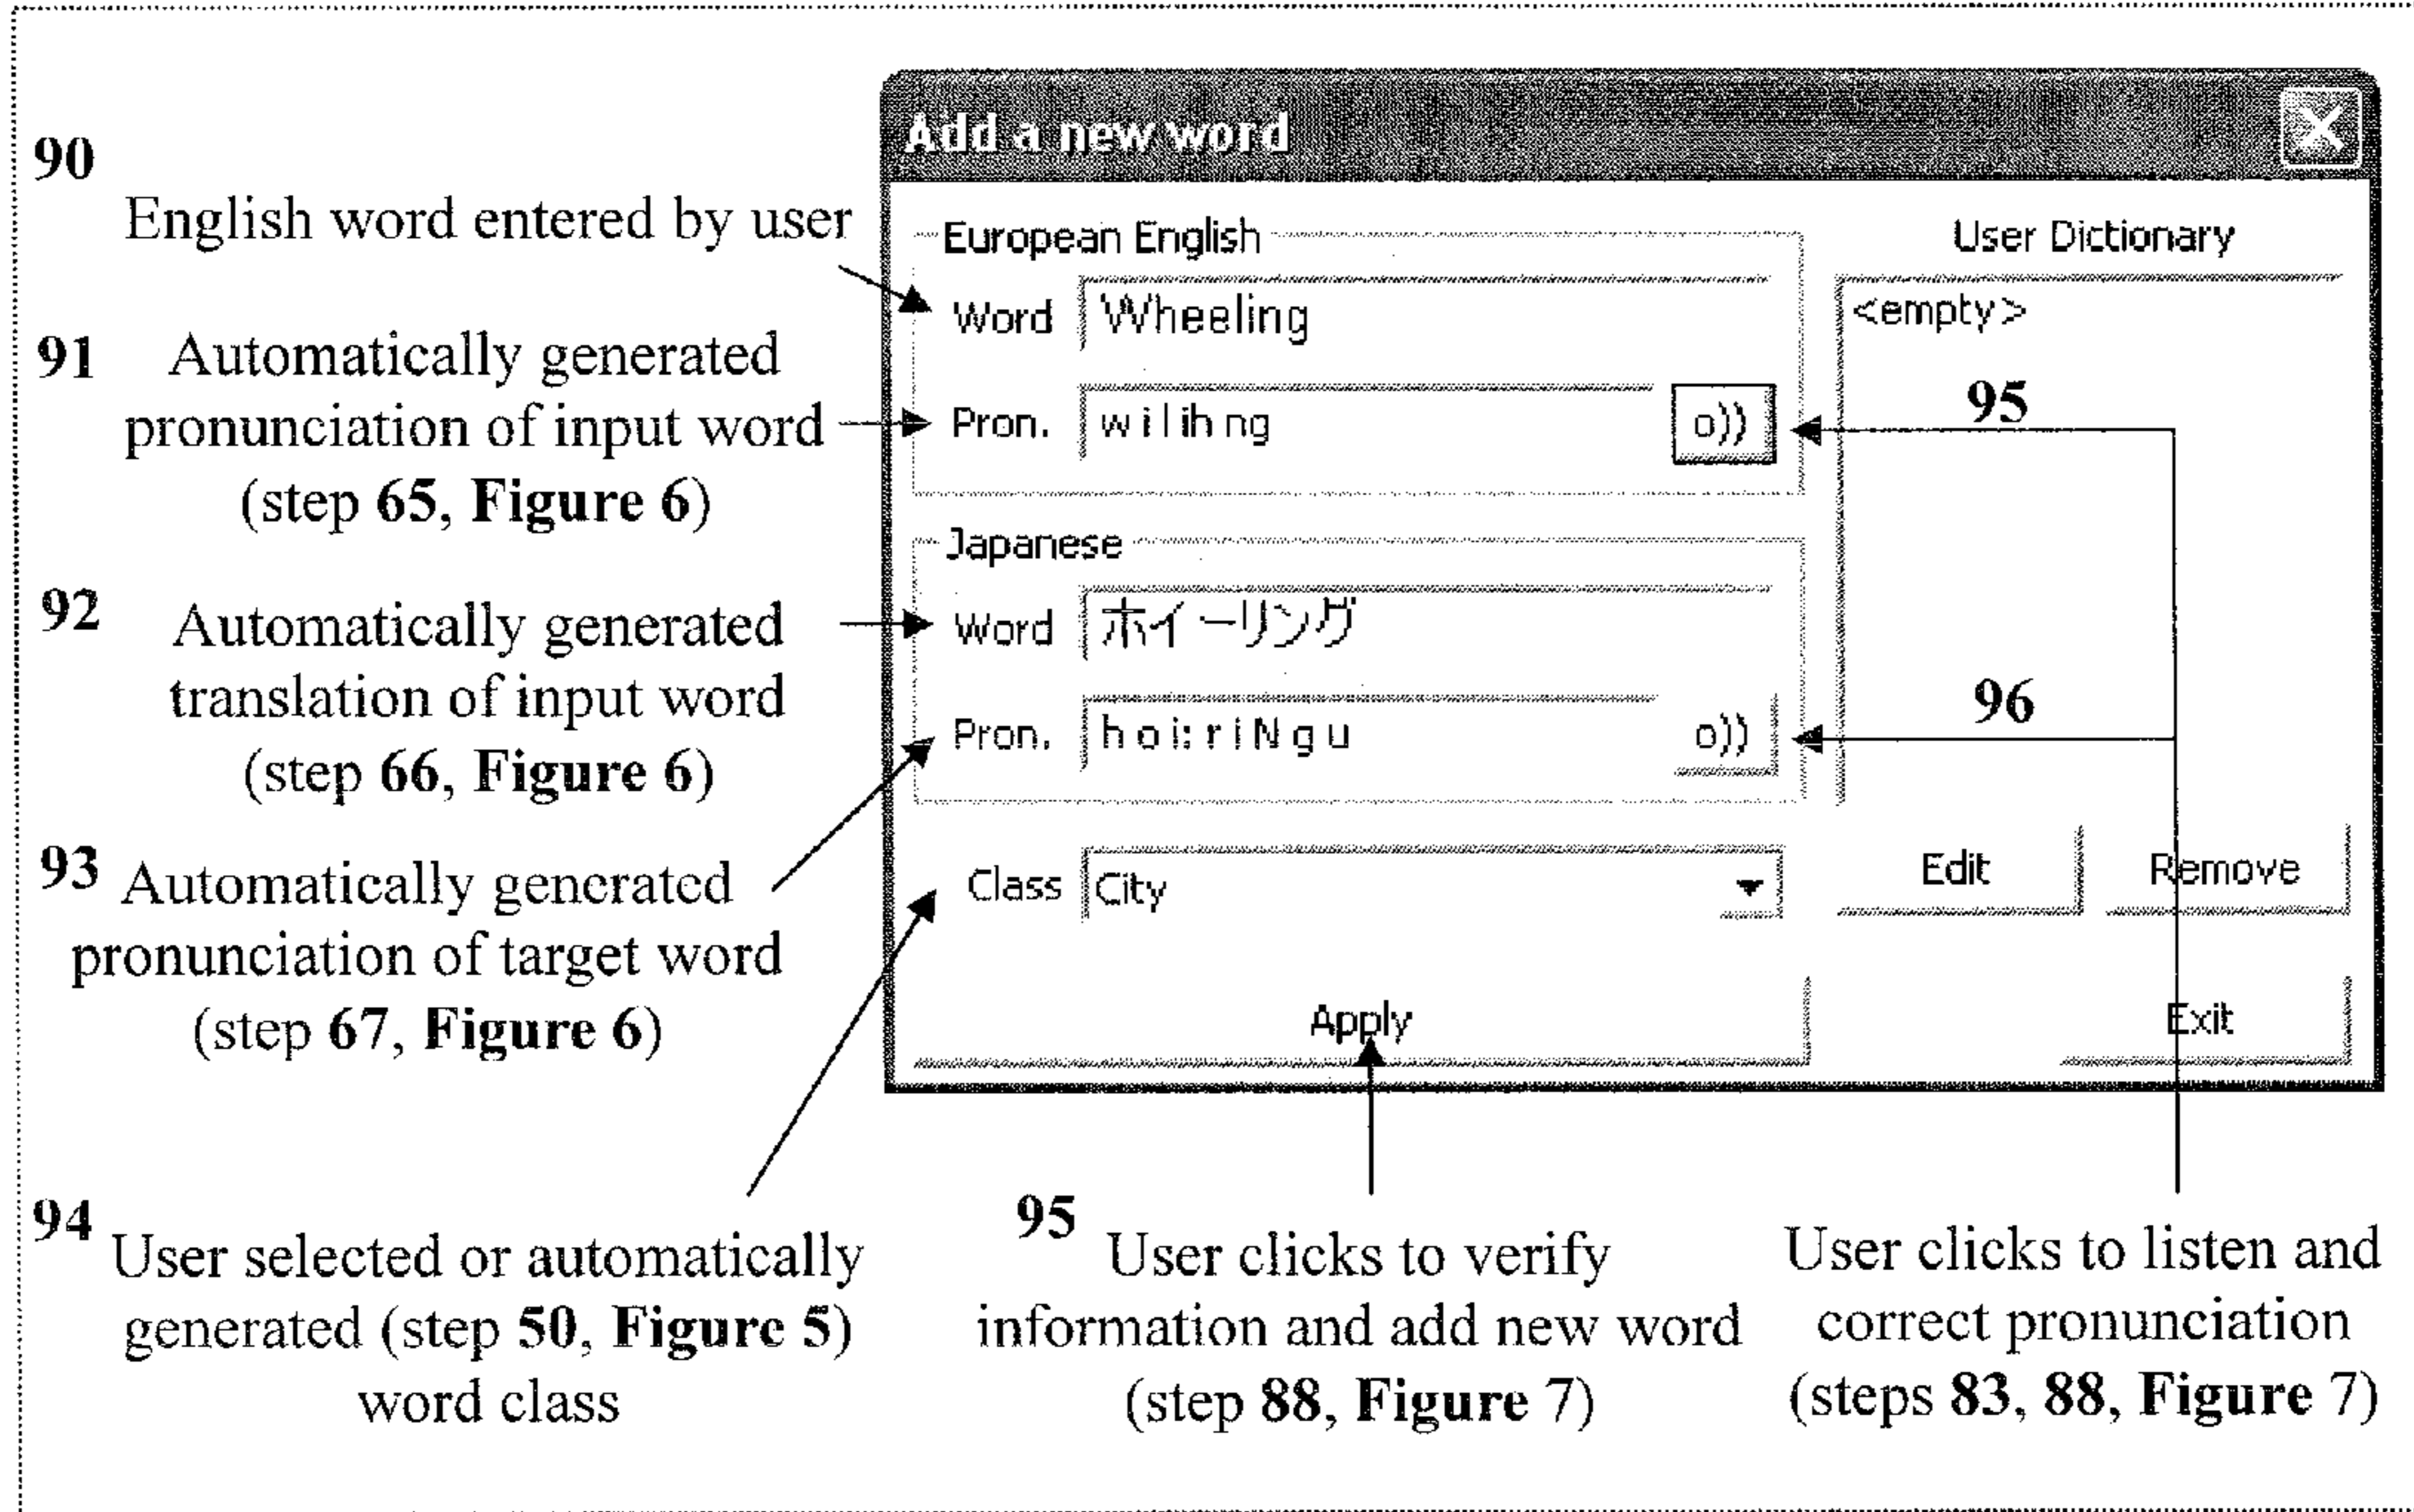 90
English word entered by user
91
Automatically generated
pronunciation of input word
(step 65, Figure 6)
92
Automatically generated
translation of input word
(step 66, Figure 6)
93
Automatically generated
pronunciation of target word
(step 67, Figure 6)
94
User selected or automatically
generated (step 50, Figure 5)
word class
Add a new word
European English
Word Wheeling
Pron. w i l ih ng o))
Japanese
Word ホイーリング
Pron. h o i: r i N g u o))
Class City
Apply
User Dictionary
<empty>
95
96
Edit Remove
Exit
95
User clicks to verify
information and add new word
(step 88, Figure 7)
User clicks to listen and
correct pronunciation
(steps 83, 88, Figure 7)